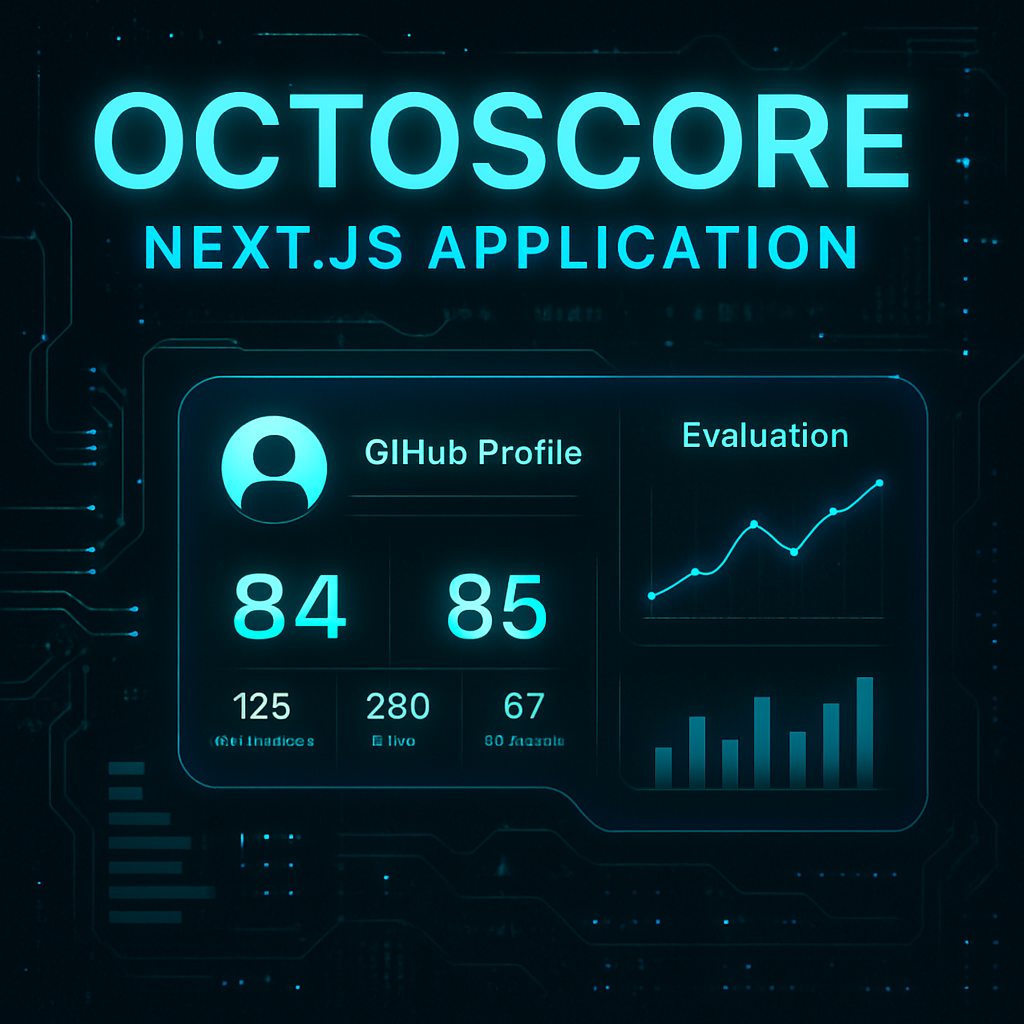 OCTOSCORE
NEXT.JS APPLICATION
GIHub Profile
Evaluation
84
85
125
280
67